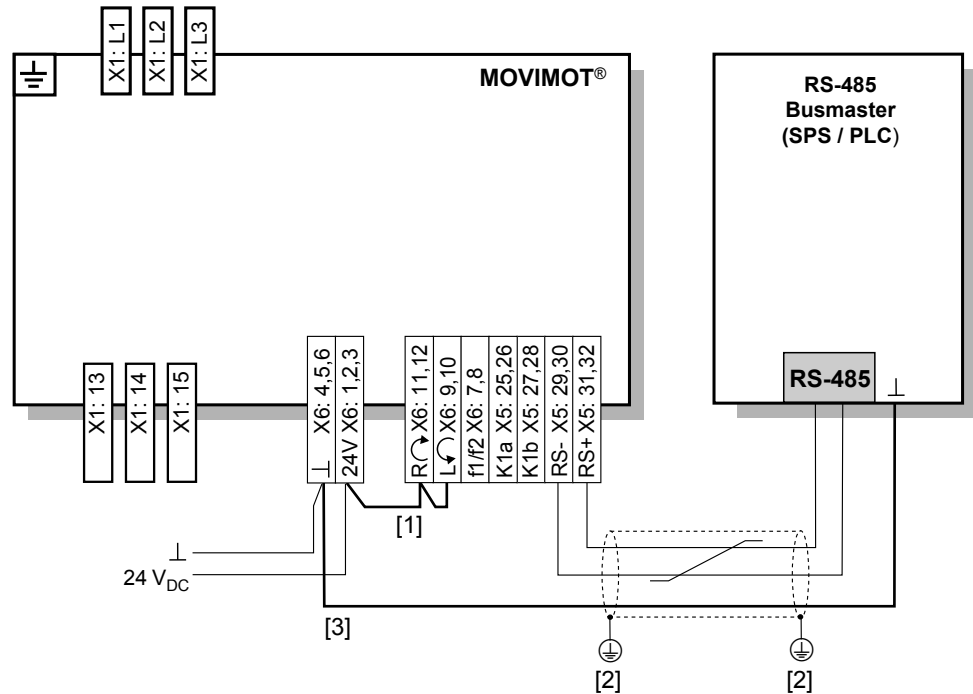 X1: L1
X1: L2
X1: L3
MOVIMOT®
RS-485
Busmaster
(SPS / PLC)
X1: 13
X1: 14
X1: 15
⊥ X6: 4,5,6
24V X6: 1,2,3
R X6: 11,12
L X6: 9,10
f1/f2 X6: 7,8
K1a X5: 25,26
K1b X5: 27,28
RS- X5: 29,30
RS+ X5: 31,32
RS-485
⊥
[1]
⊥
24 VDC
[3]
[2]
[2]